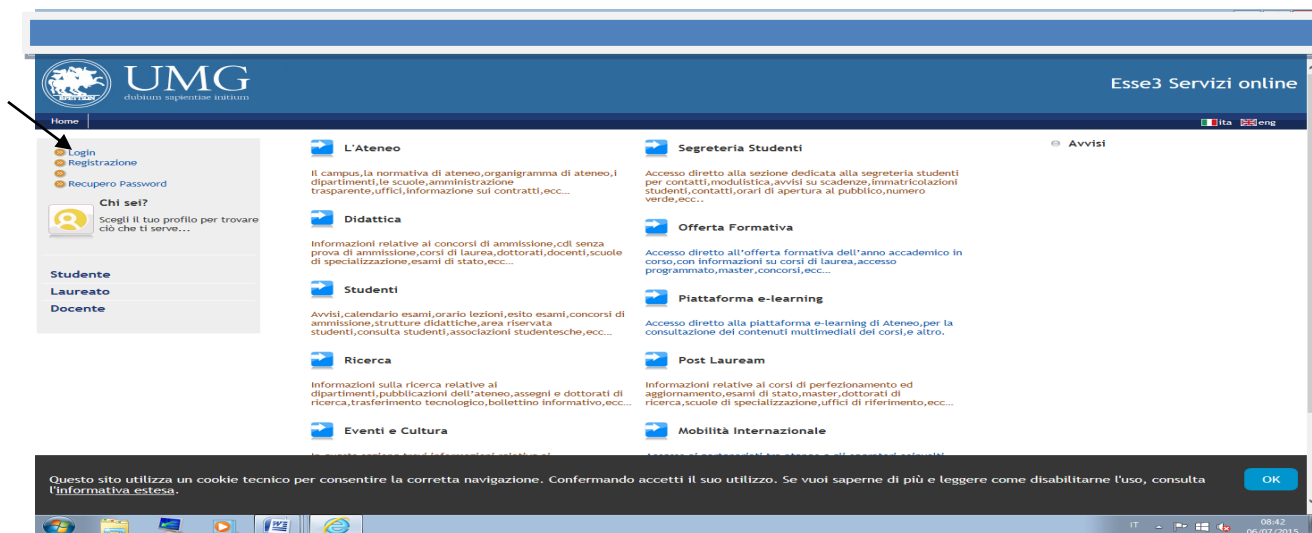 UMG
dubium sapientiae initium
Esse3 Servizi online
Home
ita eng
Login
Registrazione
Recupero Password
Chi sei?
Scegli il tuo profilo per trovare
ciò che ti serve...
Studente
Laureato
Docente
L'Ateneo
Il campus,la normativa di ateneo,organigramma di ateneo,i
dipartimenti,le scuole,amministrazione
trasparente,uffici,informazione sui contratti,ecc...
Didattica
Informazioni relative ai concorsi di ammissione,cdl senza
prova di ammissione,corsi di laurea,dottorati,docenti,scuole
di specializzazione,esami di stato,ecc...
Studenti
Avvisi,calendario esami,orario lezioni,esito esami,concorsi di
ammissione,strutture didattiche,area riservata
studenti,consulta studenti,associazioni studentesche,ecc...
Ricerca
Informazioni sulla ricerca relative ai
dipartimenti,pubblicazioni dell'ateneo,assegni e dottorati di
ricerca,trasferimento tecnologico,bollettino informativo,ecc...
Eventi e Cultura
Segreteria Studenti
Accesso diretto alla sezione dedicata alla segreteria studenti
per contatti,modulistica,avvisi su scadenze,immatricolazioni
studenti,contatti,orari di apertura al pubblico,numero
verde,ecc..
Offerta Formativa
Accesso diretto all'offerta formativa dell'anno accademico in
corso,con informazioni su corsi di laurea,accesso
programmato,master,concorsi,ecc...
Piattaforma e-learning
Accesso diretto alla piattaforma e-learning di Ateneo,per la
consultazione dei contenuti multimediali dei corsi,e altro.
Post Lauream
Informazioni relative ai corsi di perfezionamento ed
aggiornamento,esami di stato,master,dottorati di
ricerca,scuole di specializzazione,uffici di riferimento,ecc...
Mobilità Internazionale
Avvisi
Questo sito utilizza un cookie tecnico per consentire la corretta navigazione. Confermando accetti il suo utilizzo. Se vuoi saperne di più e leggere come disabilitarne l'uso, consulta
l'informativa estesa.
OK
IT
08:42
06/07/2015